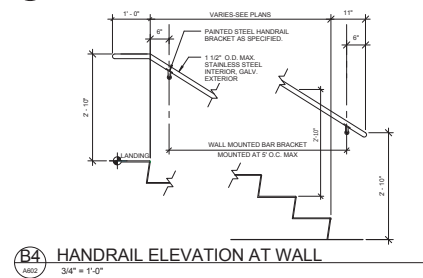 1' - 0"
VARIES-SEE PLANS
11"
6"
6"
PAINTED STEEL HANDRAIL
BRACKET AS SPECIFIED.
1 1/2" O.D. MAX.
STAINLESS STEEL
INTERIOR, GALV.
EXTERIOR
2' - 10"
2'-10"
WALL MOUNTED BAR BRACKET
LANDING
MOUNTED AT 5' O.C. MAX
2' - 10"
B4
A602
HANDRAIL ELEVATION AT WALL
3/4" = 1'-0"